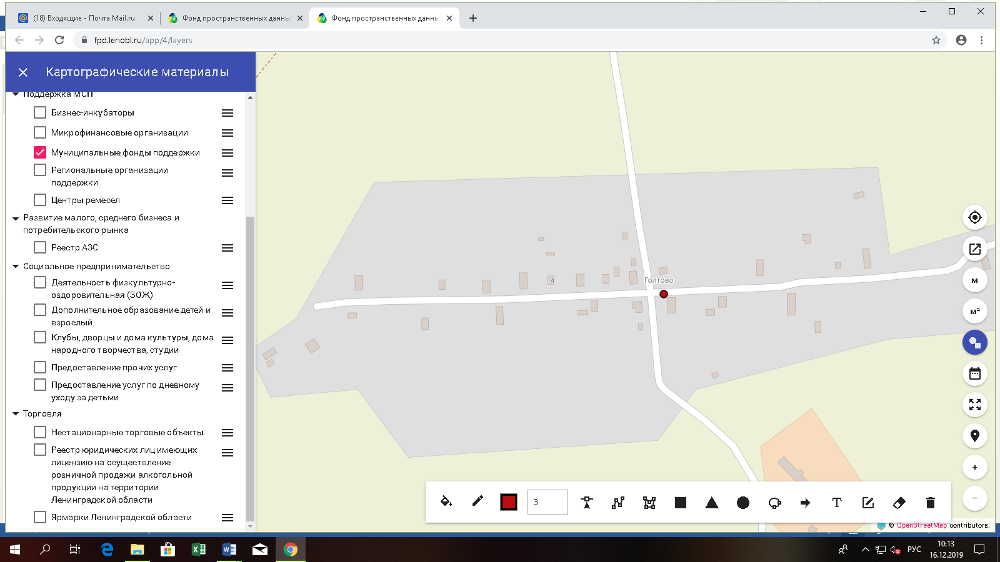 (18) Входящие - Почта Mail.ru
Фонд пространственных данны
Фонд пространственных данны
fpd.lenobl.ru/app/4/layers
Картографические материалы
Поддержка МСП
Бизнес-инкубаторы
Микрофинансовые организации
Муниципальные фонды поддержки
Региональные организации
поддержки
Центры ремесел
Развитие малого, среднего бизнеса и
потребительского рынка
Реестр АЗС
Социальное предпринимательство
Деятельность физкультурно-
оздоровительная (ЗОЖ)
Дополнительное образование детей и
взрослый
Клубы, дворцы и дома культуры, дома
народного творчества, студии
Предоставление прочих услуг
Предоставление услуг по дневному
уходу за детьми
Торговля
Нестационарные торговые объекты
Реестр юридических лиц имеющих
лицензию на осуществление
розничной продажи алкогольной
продукции на территории
Ленинградской области
Ярмарки Ленинградской области
14
Голтово
м
м²
3
T
© OpenStreetMap contributors.
РУС
10:13
16.12.2019